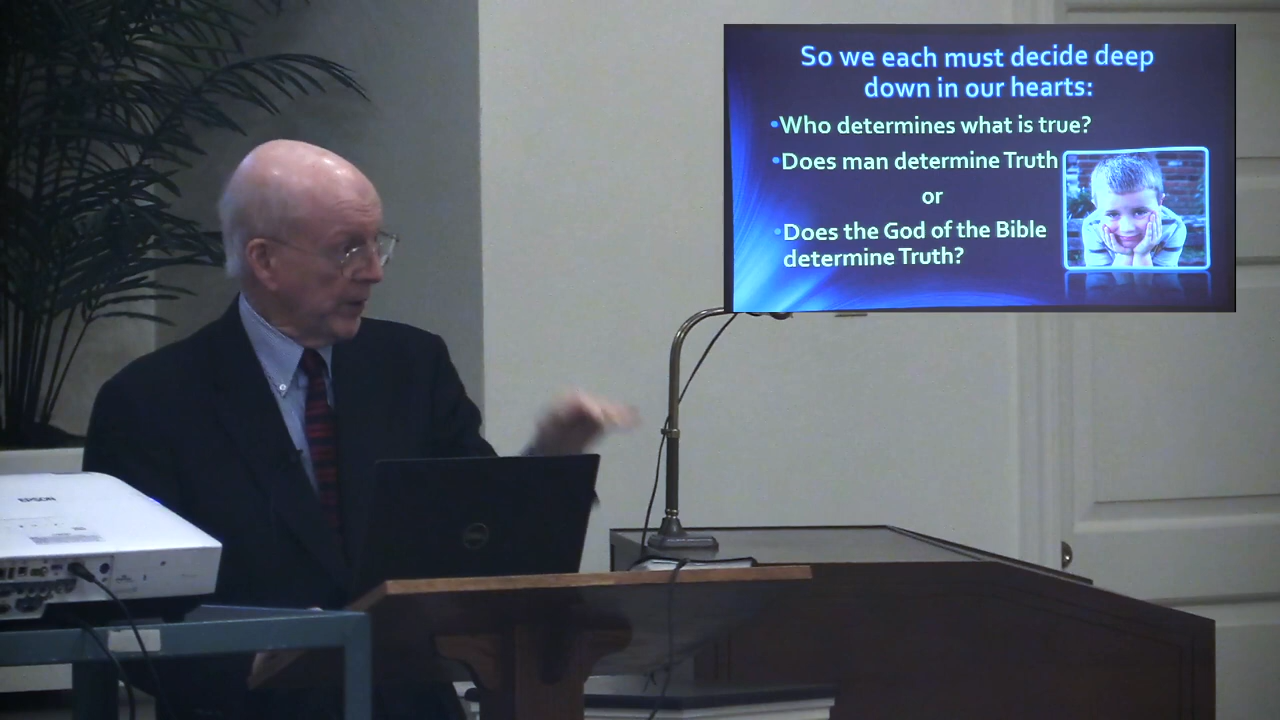 So we each must decide deep
down in our hearts:
•Who determines what is true?
•Does man determine Truth
or
•Does the God of the Bible
determine Truth?
EPSON
DELL